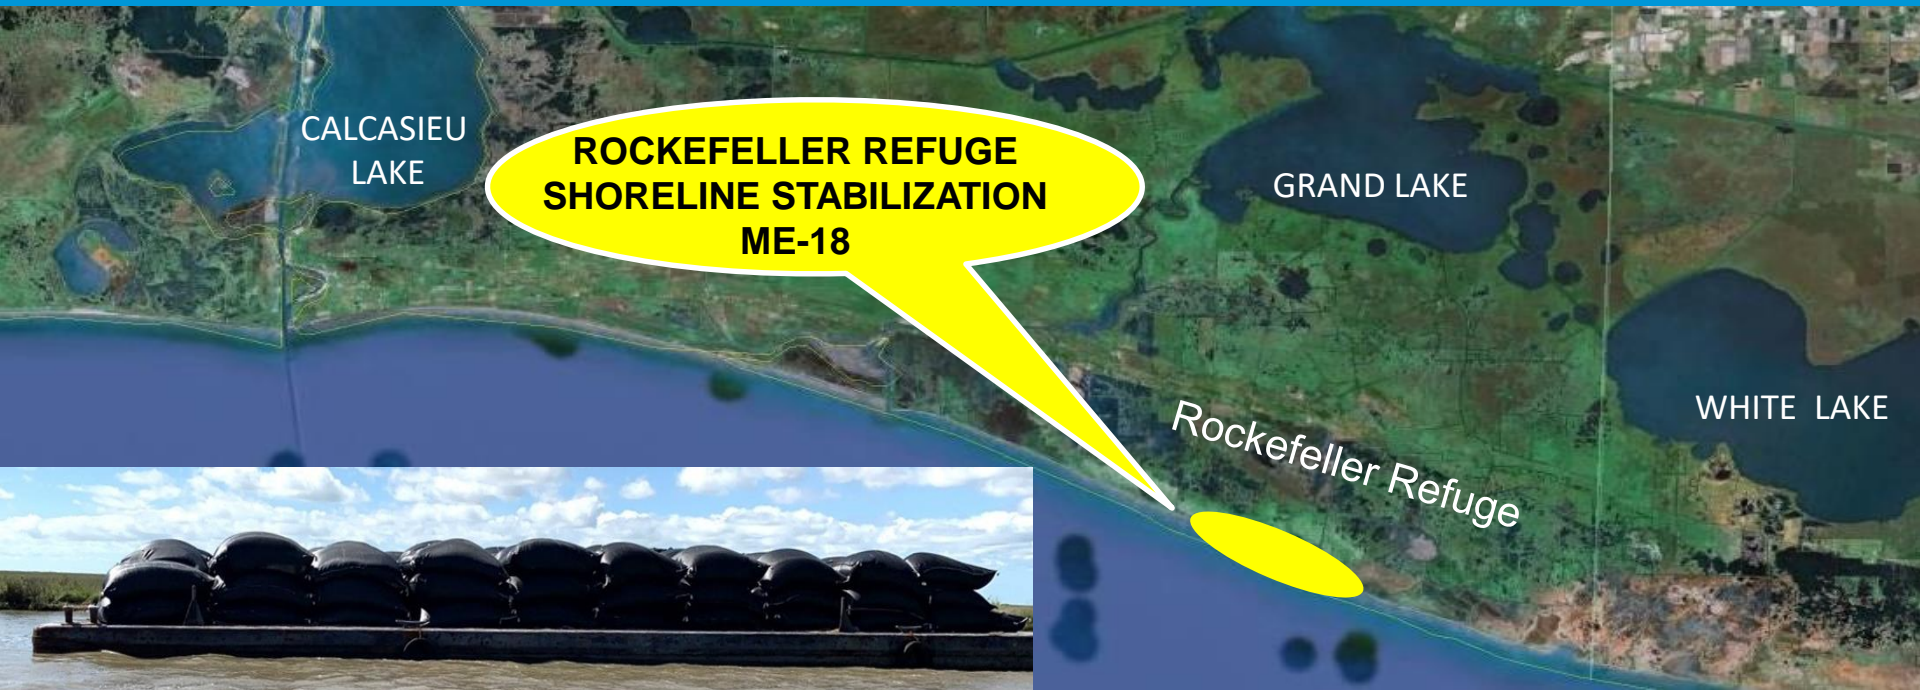 CALCASIEU
LAKE
ROCKEFELLER REFUGE
SHORELINE STABILIZATION
ME-18
GRAND LAKE
WHITE  LAKE
Rockefeller Refuge